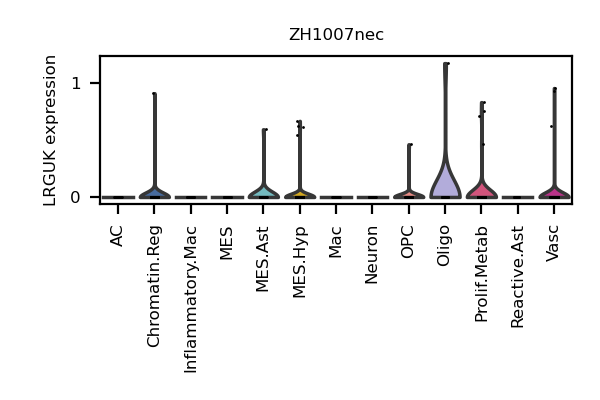 ZH1007nec
LRGUK expression
1
0
AC
Chromatin.Reg
Inflammatory.Mac
MES
MES.Ast
MES.Hyp
Mac
Neuron
OPC
Oligo
Prolif.Metab
Reactive.Ast
Vasc